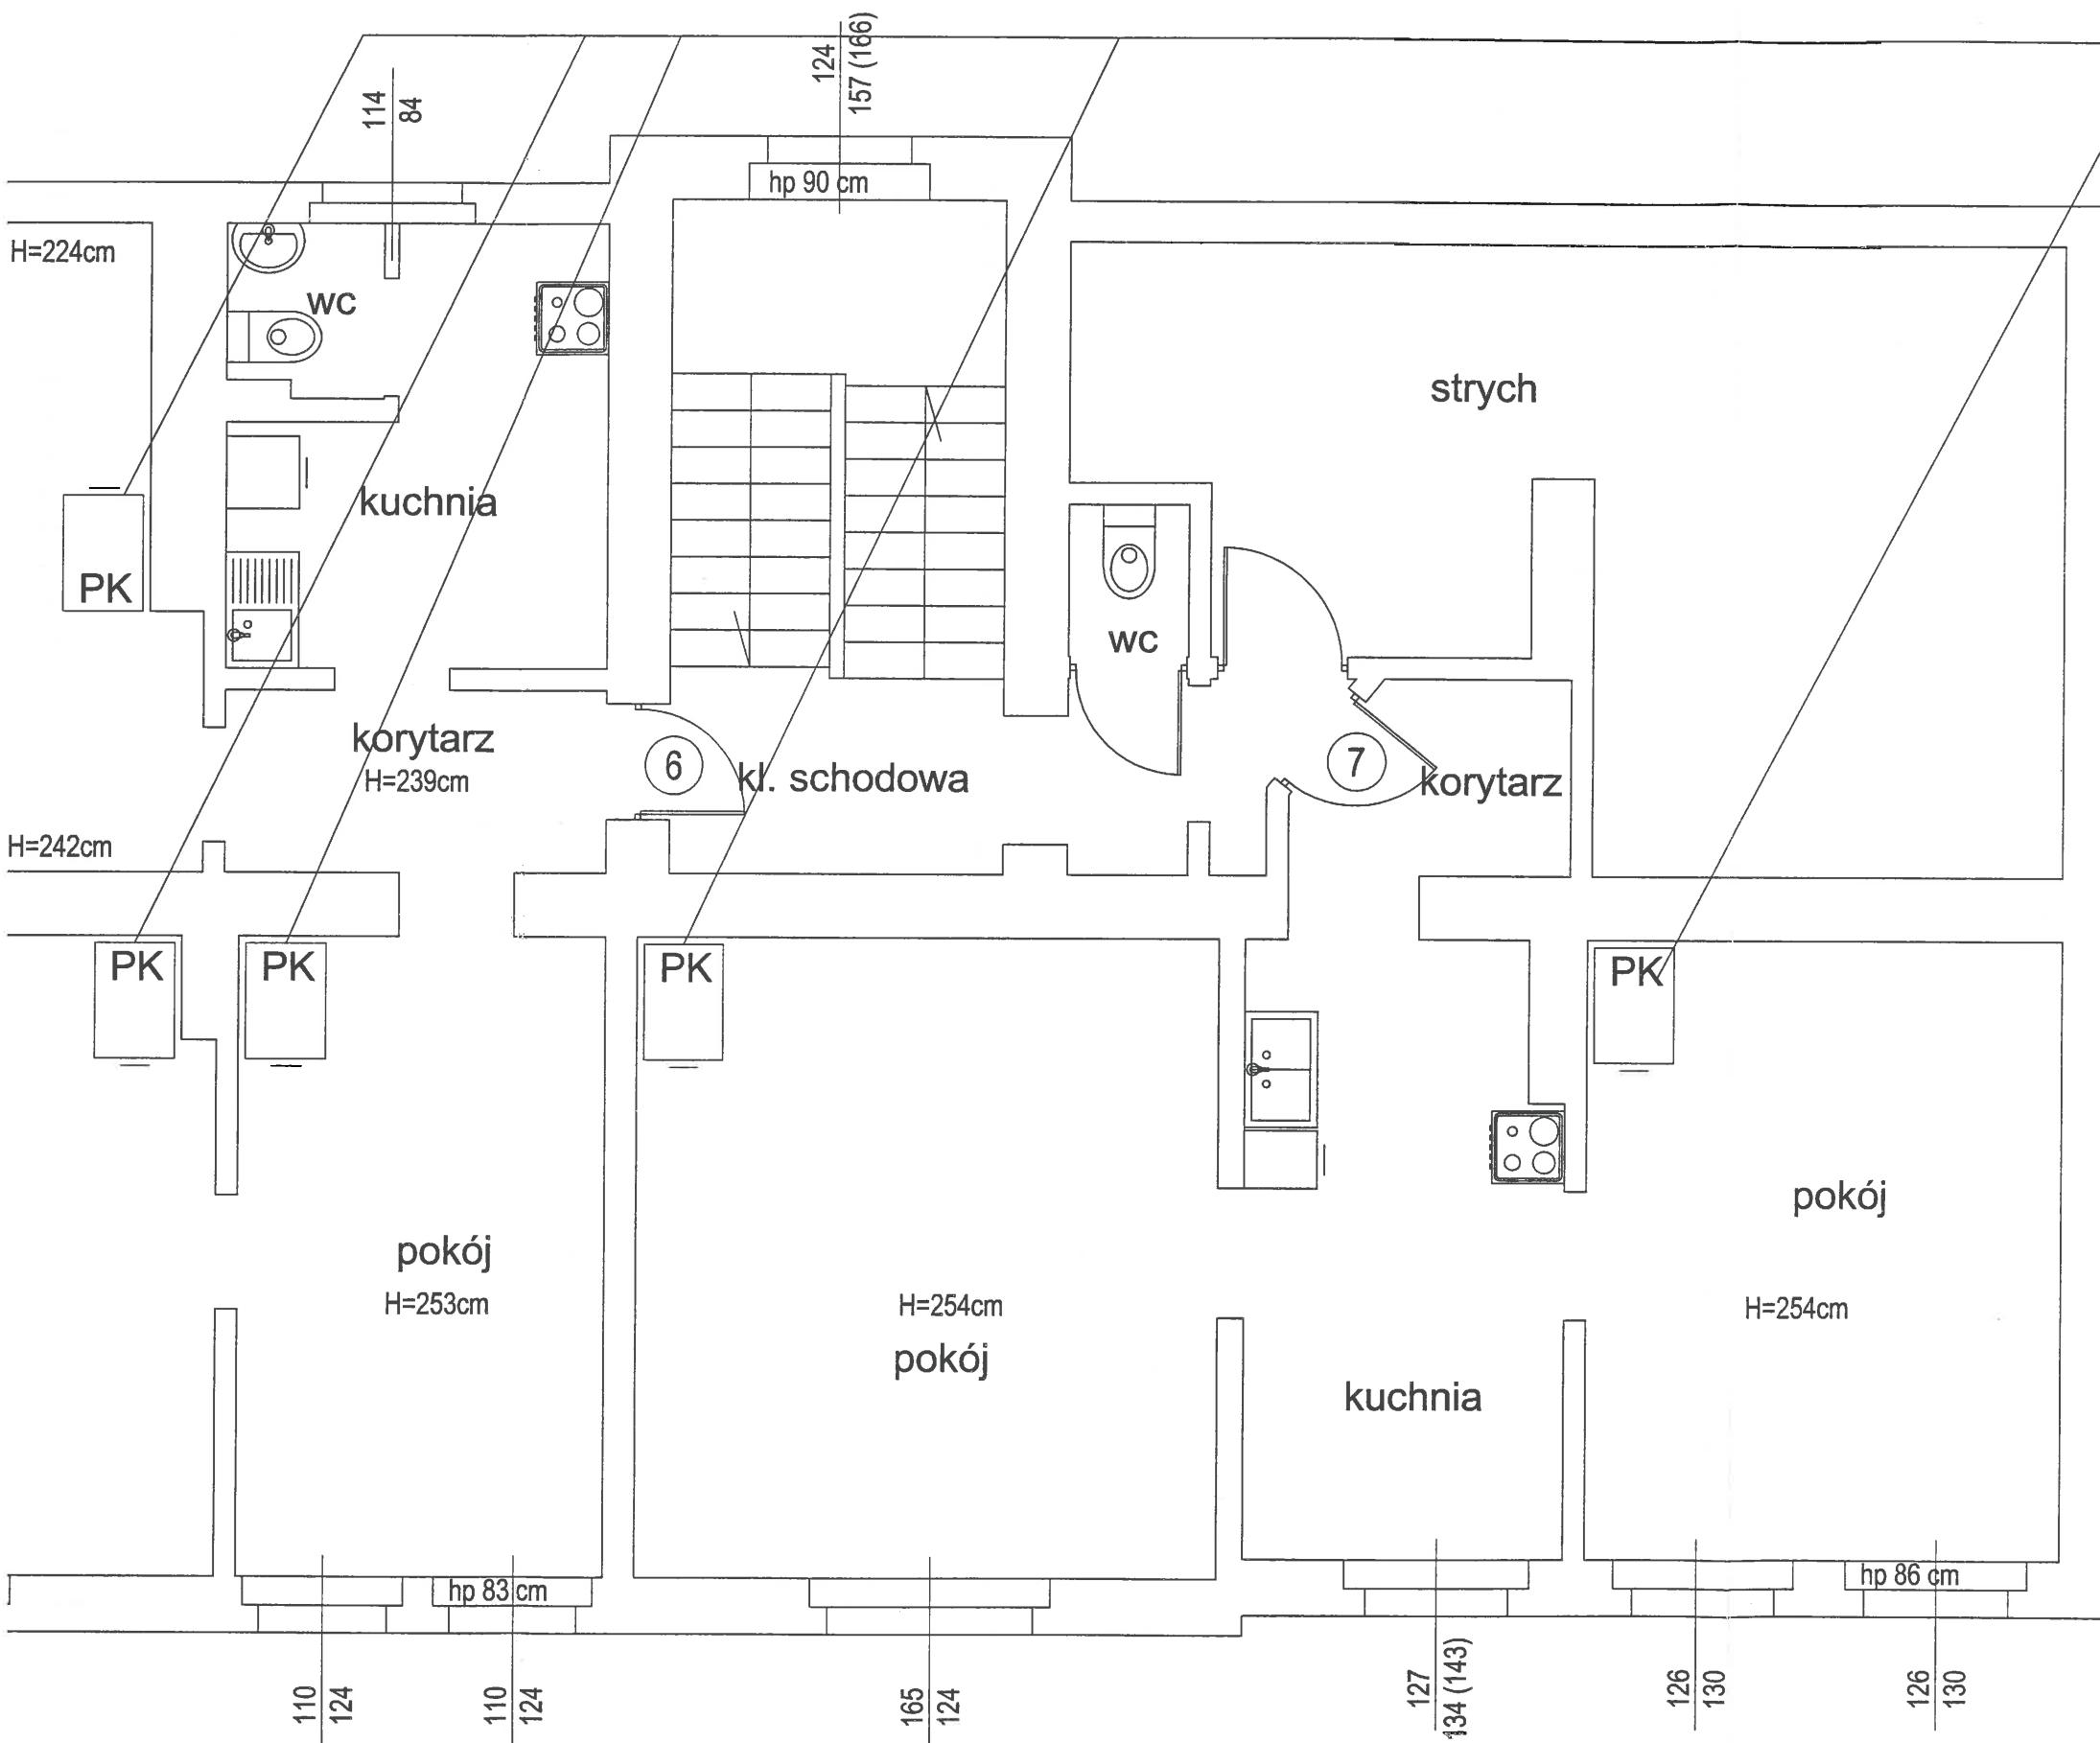 124
157 (166)
114
84
hp 90 cm
H=224cm
wc
strych
kuchnia
PK
wc
korytarz
H=239cm
6
kl. schodowa
7
korytarz
H=242cm
PK
PK
PK
PK
pokój
H=253cm
H=254cm
pokój
pokój
H=254cm
kuchnia
hp 83 cm
hp 86 cm
110
124
110
124
165
124
127
134 (143)
126
130
126
130